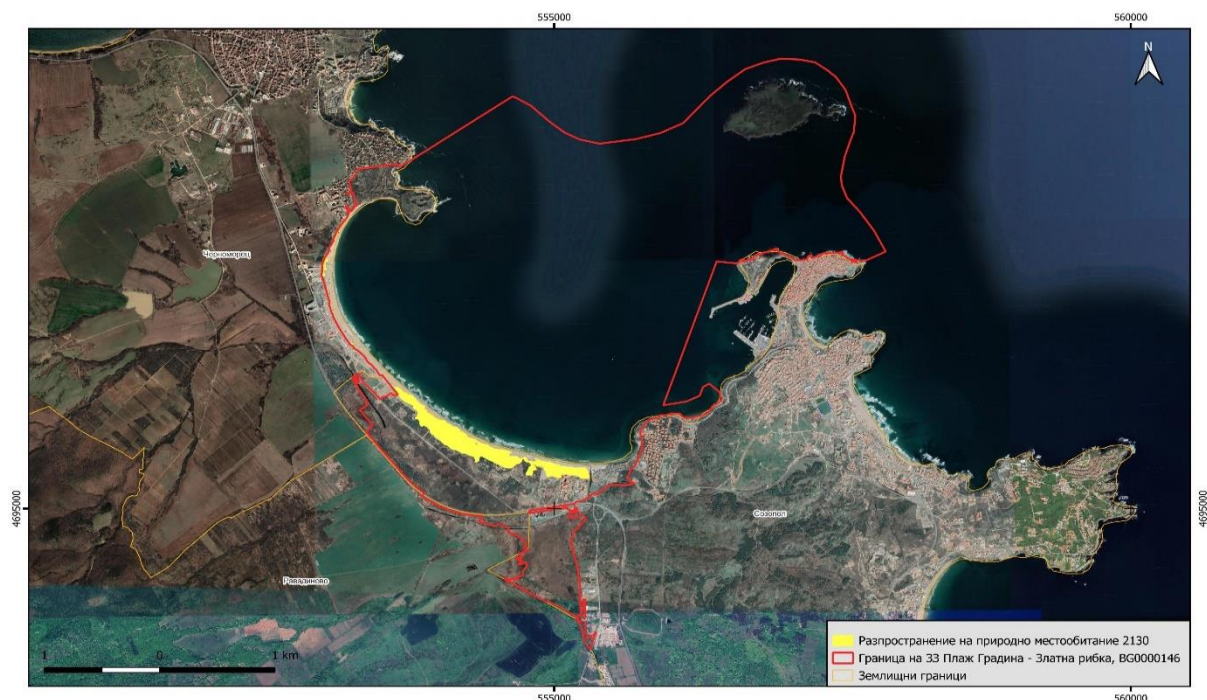 555000
560000
N
Черноморец
4695000
4695000
Созопол
Равадиново
Разпространение на природно местообитание 2130
Граница на ЗЗ Плаж Градина - Златна рибка, BG0000146
Землищни граници
1
0
1 km
555000
560000